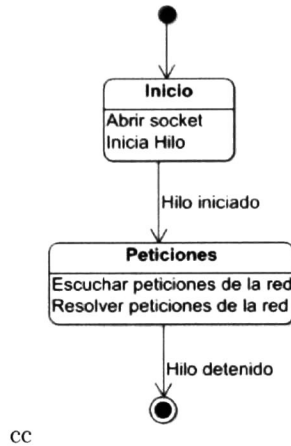 Inicio
Abrir socket
Inicia Hilo
Hilo iniciado
Peticiones
Escuchar peticiones de la red
Resolver peticiones de la red
Hilo detenido
cc